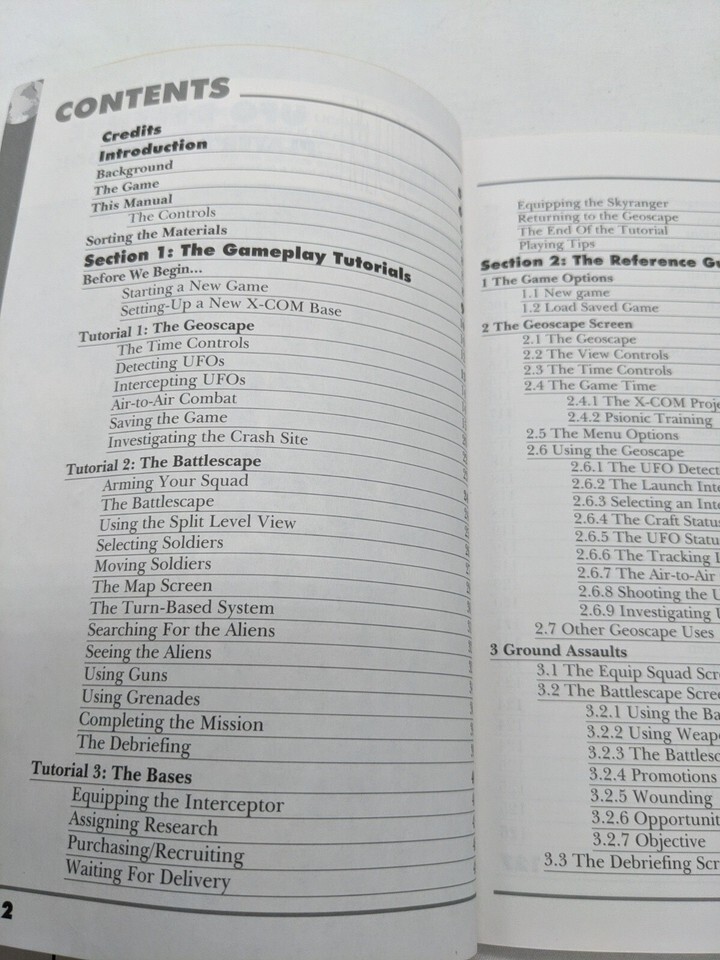 CONTENTS
Credits
Introduction
Background
The Game
This Manual
The Controls
Sorting the Materials
Section 1: The Gameplay Tutorials
Before We Begin...
Starting a New Game
Setting-Up a New X-COM Base
Tutorial 1: The Geoscape
The Time Controls
Detecting UFOs
Intercepting UFOs
Air-to-Air Combat
Saving the Game
Investigating the Crash Site
Tutorial 2: The Battlescape
Arming Your Squad
The Battlescape
Using the Split Level View
Selecting Soldiers
Moving Soldiers
The Map Screen
The Turn-Based System
Searching For the Aliens
Seeing the Aliens
Using Guns
Using Grenades
Completing the Mission
The Debriefing
Tutorial 3: The Bases
Equipping the Interceptor
Assigning Research
Purchasing/Recruiting
Waiting For Delivery
2
Equipping the Skyranger
Returning to the Geoscape
The End Of the Tutorial
Playing Tips
Section 2: The Reference Gu
1 The Game Options
1.1 New game
1.2 Load Saved Game
2 The Geoscape Screen
2.1 The Geoscape
2.2 The View Controls
2.3 The Time Controls
2.4 The Game Time
2.4.1 The X-COM Proje
2.4.2 Psionic Training
2.5 The Menu Options
2.6 Using the Geoscape
2.6.1 The UFO Detect
2.6.2 The Launch Inte
2.6.3 Selecting an Inte
2.6.4 The Craft Status
2.6.5 The UFO Statu
2.6.6 The Tracking
2.6.7 The Air-to-Air
2.6.8 Shooting the U
2.6.9 Investigating
2.7 Other Geoscape Uses
3 Ground Assaults
3.1 The Equip Squad Scr
3.2 The Battlescape Scree
3.2.1 Using the Ba
3.2.2 Using Weap
3.2.3 The Battlesc
3.2.4 Promotions
3.2.5 Wounding
3.2.6 Opportunit
3.2.7 Objective
3.3 The Debriefing Scr